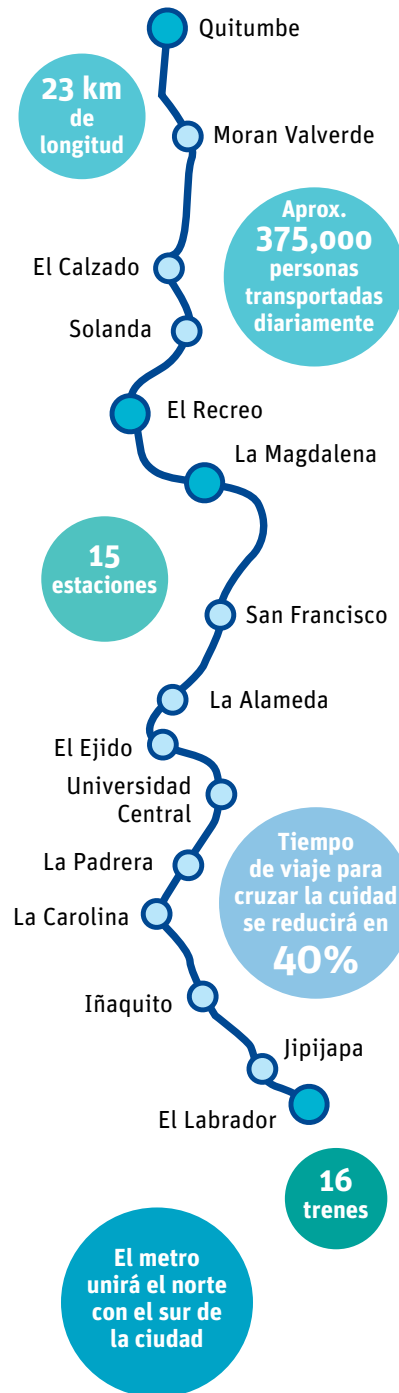 Quitumbe
23 km
de
longitud
Moran Valverde
Aprox.
375,000
personas
transportadas
diariamente
El Calzado
Solanda
El Recreo
La Magdalena
15
estaciones
San Francisco
La Alameda
El Ejido
Universidad
Central
Tiempo
de viaje para
cruzar la cuidad
se reducirá en
40%
La Padrera
La Carolina
Iñaquito
Jipijapa
El Labrador
16
trenes
El metro
unirá el norte
con el sur de
la ciudad